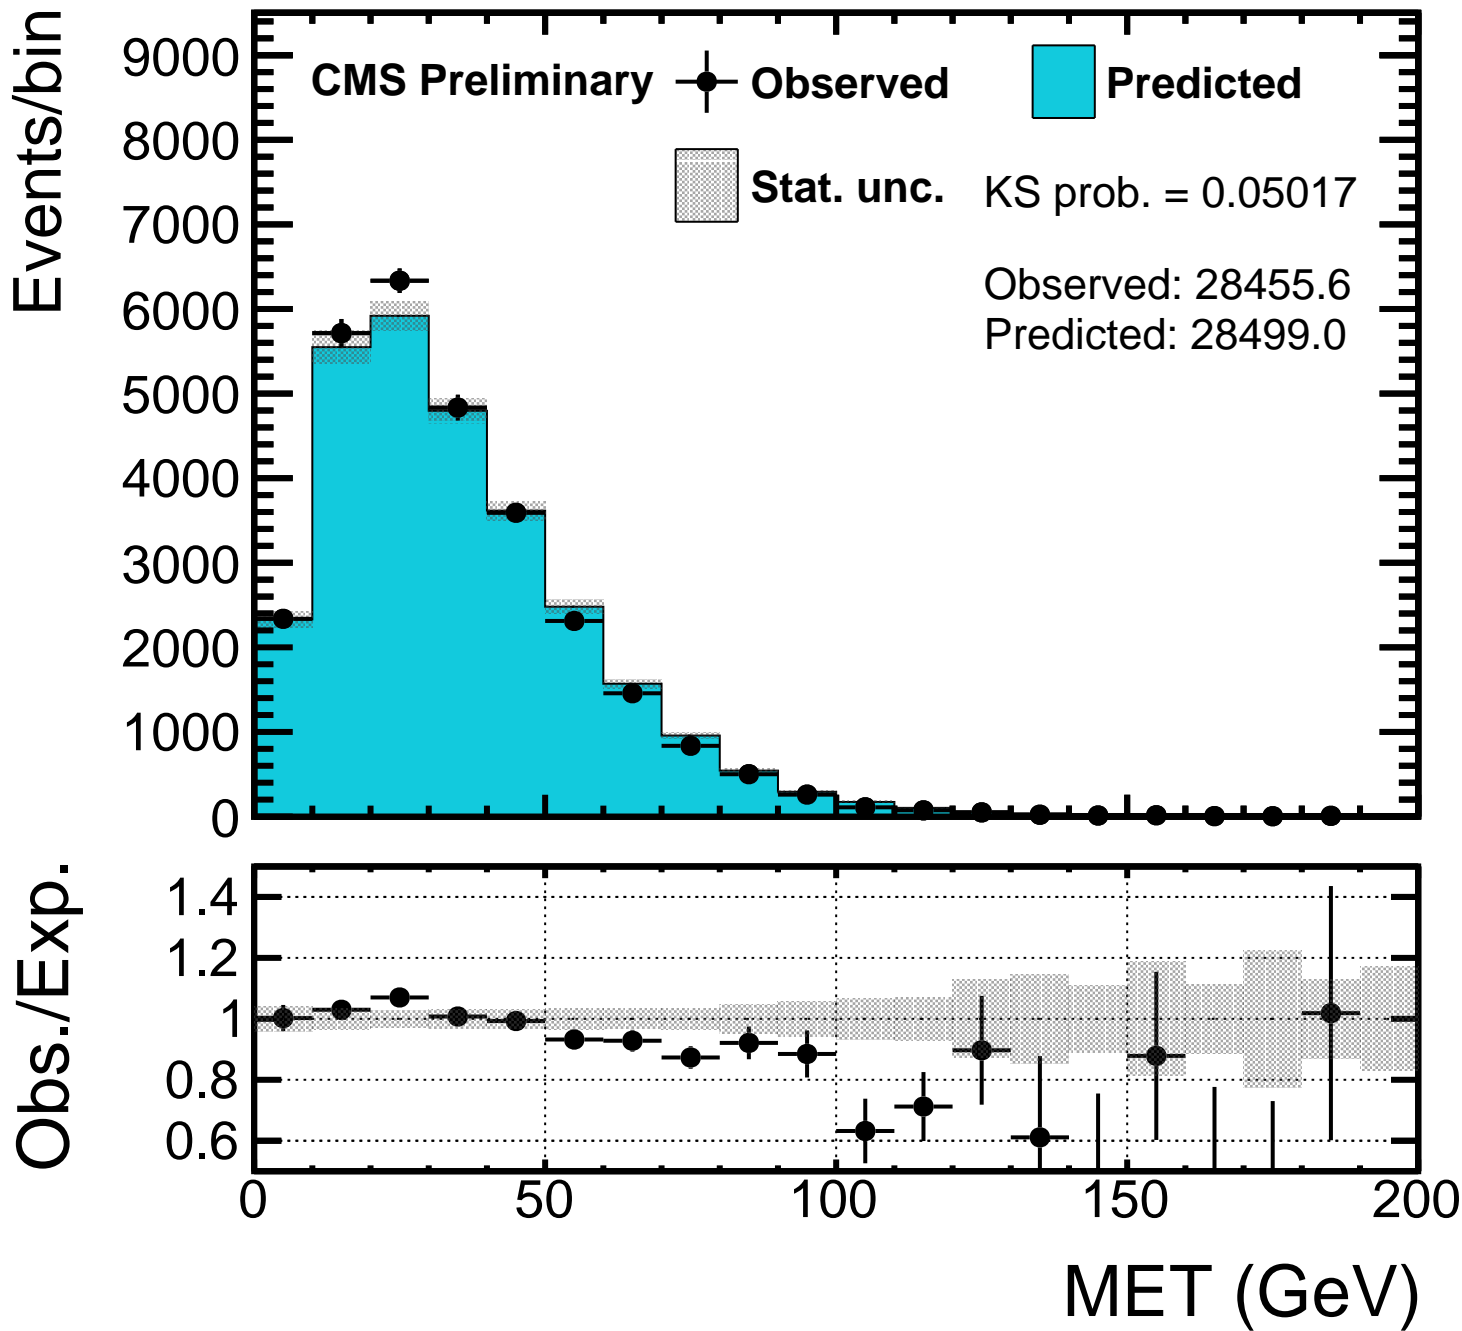 Events/bin
9000
8000
7000
6000
5000
4000
3000
2000
1000
0
CMS Preliminary
Observed
Predicted
Stat. unc.
KS prob. = 0.05017
Observed: 28455.6
Predicted: 28499.0
Obs./Exp.
1.4
1.2
1
0.8
0.6
0 50 100 150 200
MET (GeV)